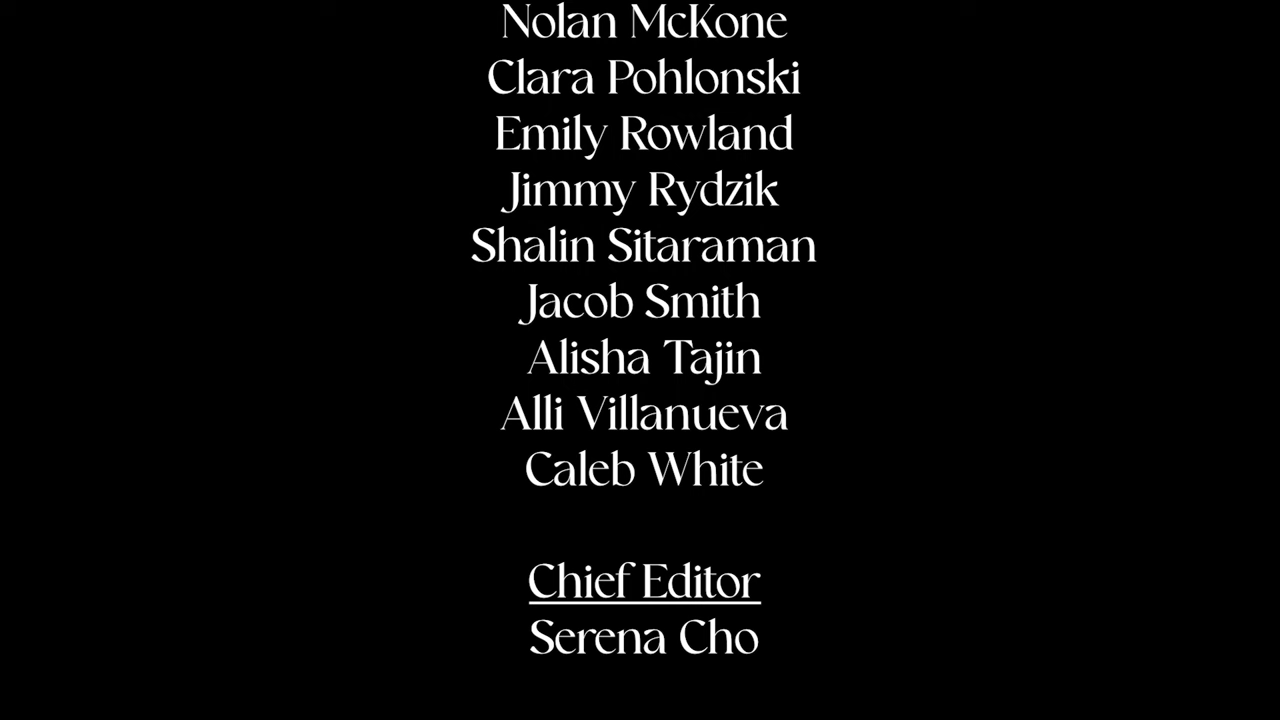 Nolan McKone
Clara Pohlonski
Emily Rowland
Jimmy Rydzik
Shalin Sitaraman
Jacob Smith
Alisha Tajin
Alli Villanueva
Caleb White
Chief Editor
Serena Cho